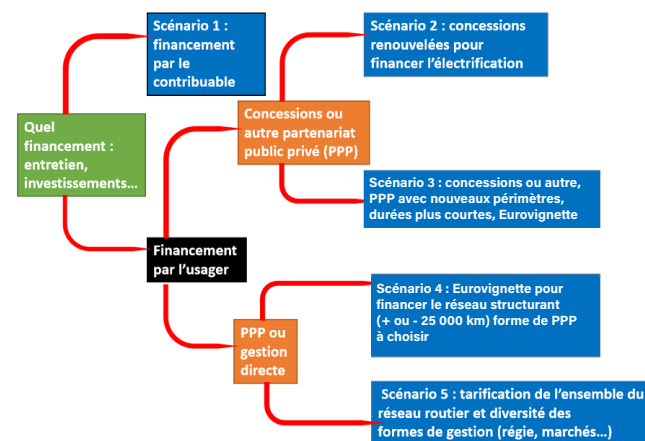 Scénario 1 :
financement
par le
contribuable
Scénario 2 : concessions
renouvelées pour
financer l'électrification
Quel
financement :
entretien,
investissements…
Concessions ou
autre partenariat
public privé (PPP)
Scénario 3 : concessions ou autre,
PPP avec nouveaux périmètres,
durées plus courtes, Eurovignette
Financement
par l'usager
Scénario 4 : Eurovignette pour
financer le réseau structurant
(+ ou - 25 000 km) forme de PPP
à choisir
PPP ou
gestion
directe
Scénario 5 : tarification de l'ensemble du
réseau routier et diversité des
formes de gestion (régie, marchés…)